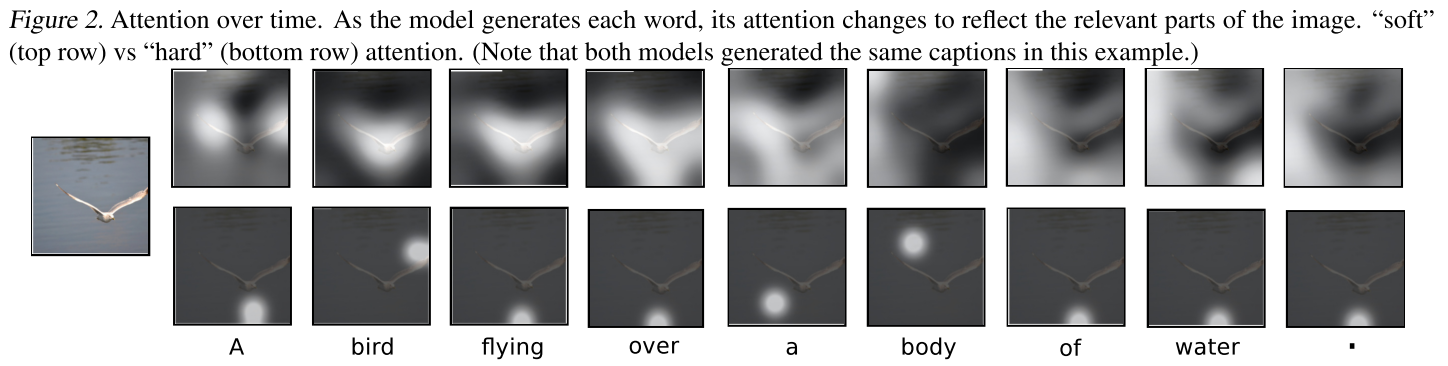 Figure 2. Attention over time. As the model generates each word, its attention changes to reflect the relevant parts of the image. “soft”
(top row) vs “hard” (bottom row) attention. (Note that both models generated the same captions in this example.)
A bird flying over a body of water .